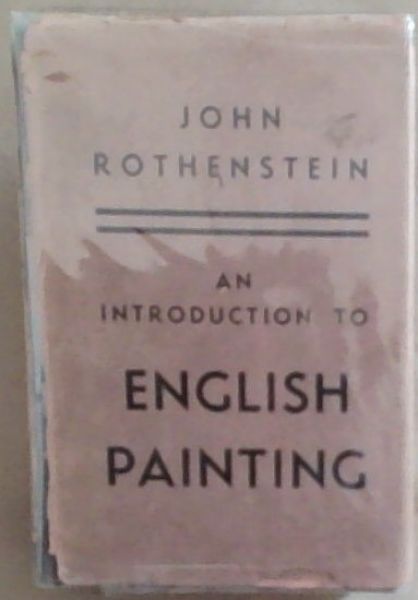 JOHN
ROTHENSTEIN
AN
INTRODUCTION TO
ENGLISH
PAINTING